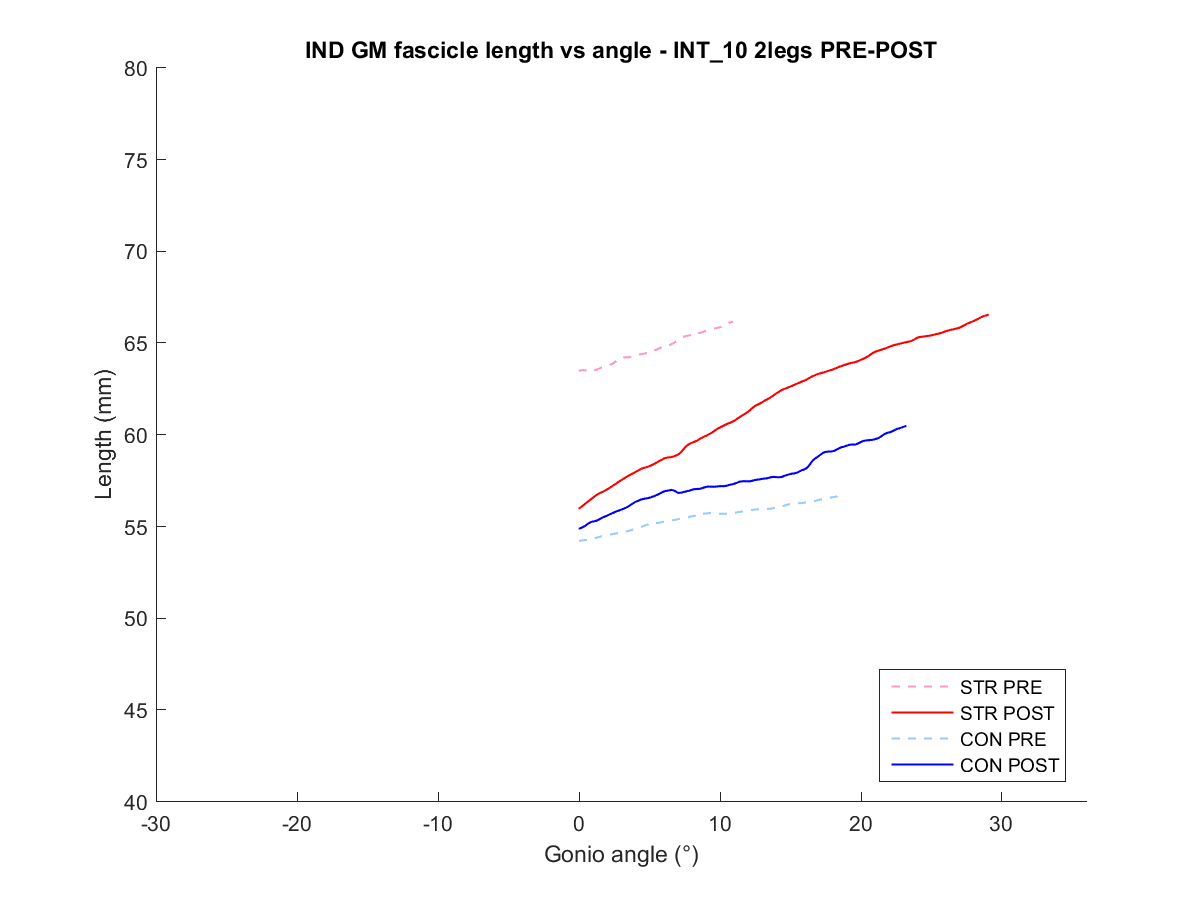 IND GM fascicle length vs angle - INT_10 2legs PRE-POST
80
75
70
65
60
55
50
45
40
Length (mm)
-30
-20
-10
0
10
20
30
Gonio angle (°)
STR PRE
STR POST
CON PRE
CON POST